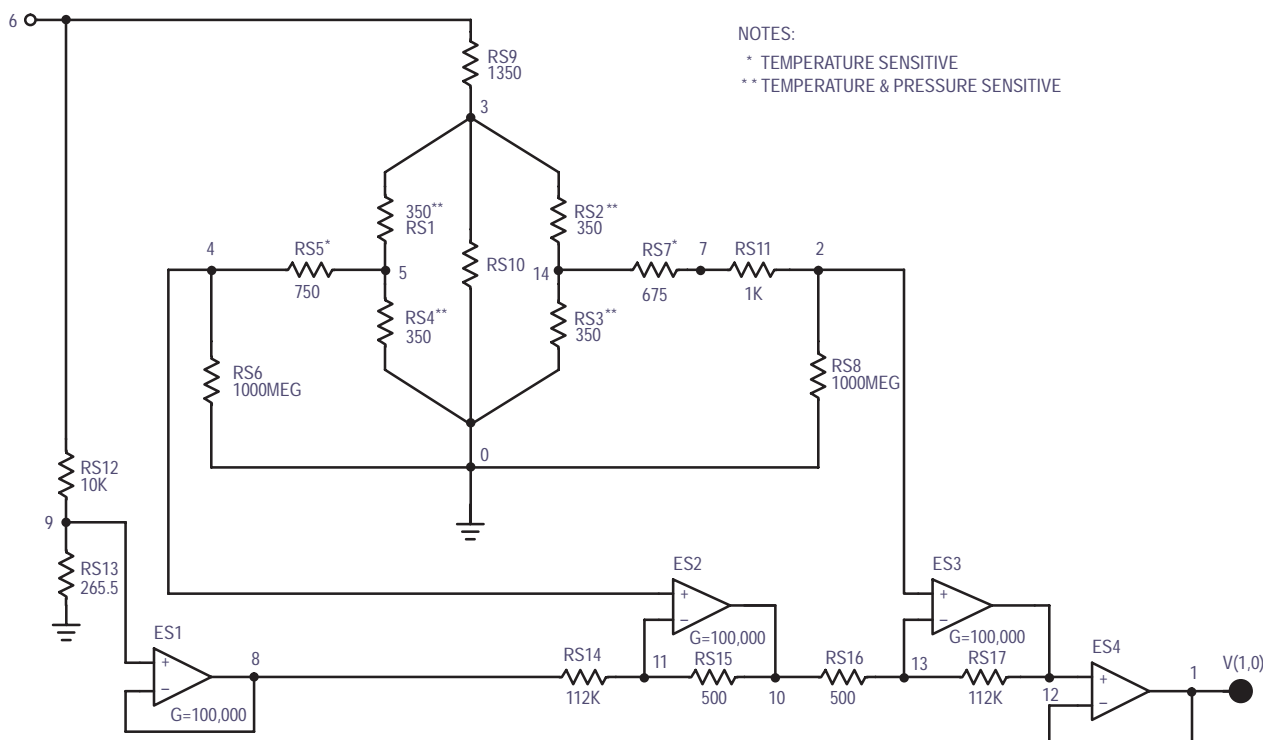 6
RS9
1350
NOTES:
* TEMPERATURE SENSITIVE
** TEMPERATURE & PRESSURE SENSITIVE
3
350**
RS1
RS2**
350
4
RS5*
750
5
RS10
14
RS7*
675
7
RS11
1K
2
RS4**
350
RS3**
350
RS6
1000MEG
RS8
1000MEG
0
RS12
10K
9
RS13
265.5
ES1
+
−
G=100,000
8
RS14
112K
11
ES2
+
−
G=100,000
RS15
500
10
RS16
500
13
ES3
+
−
G=100,000
RS17
112K
12
ES4
+
−
1
V(1,0)